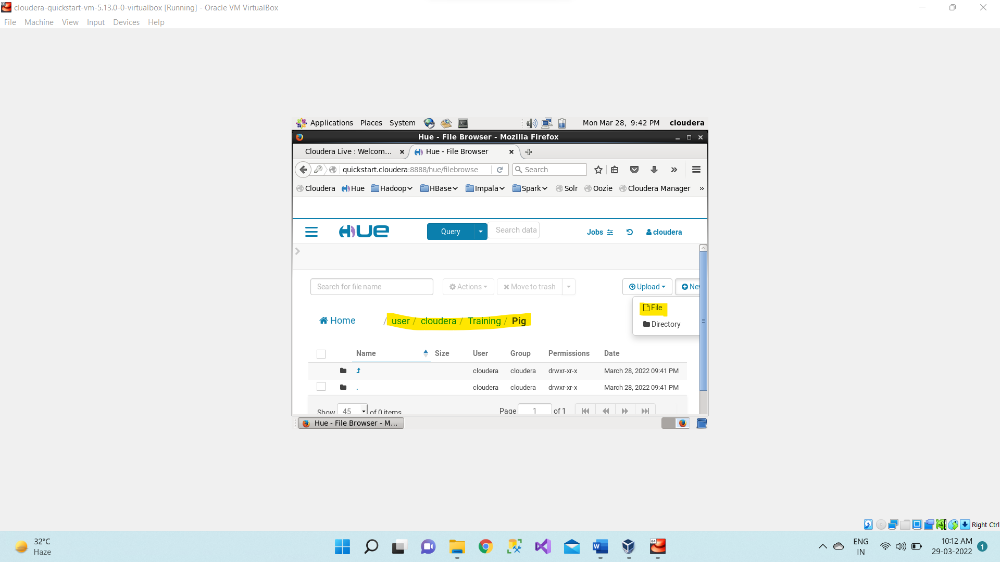 cloudera-quickstart-vm-5.13.0-0-virtualbox [Running] - Oracle VM VirtualBox
File Machine View Input Devices Help
Applications Places System Mon Mar 28, 9:42 PM cloudera
Hue - File Browser - Mozilla Firefox
Cloudera Live : Welcom... Hue - File Browser
quickstart.cloudera:8888/hue/filebrowse Search
Cloudera Hue Hadoop HBase Impala Spark Solr Oozie Cloudera Manager »
HUE Query Search data Jobs cloudera
Search for file name Actions Move to trash Upload New
File
Home / user / cloudera / Training / Pig
Directory
Name Size User Group Permissions Date
cloudera cloudera drwxr-xr-x March 28, 2022 09:41 PM
. cloudera cloudera drwxr-xr-x March 28, 2022 09:41 PM
Show 45 of 0 items Page 1 of 1
Hue - File Browser - M...
Right Ctrl
32°C
Haze
64
W
64
ENG
IN
10:12 AM
29-03-2022
1